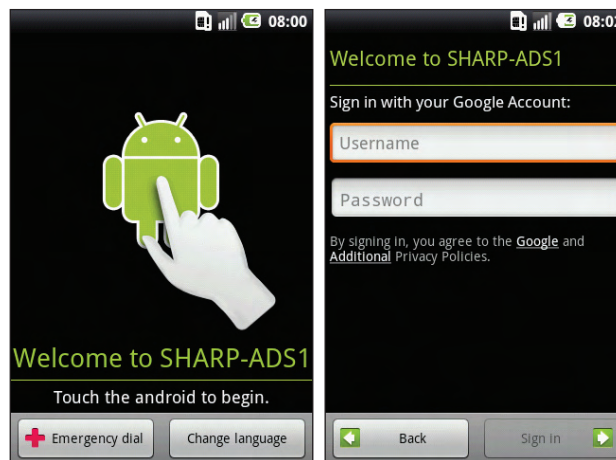 08:00
Welcome to SHARP-ADS1
Touch the android to begin.
Emergency dial
Change language
08:02
Welcome to SHARP-ADS1
Sign in with your Google Account:
Username
Password
By signing in, you agree to the Google and
Additional Privacy Policies.
Back
Sign in